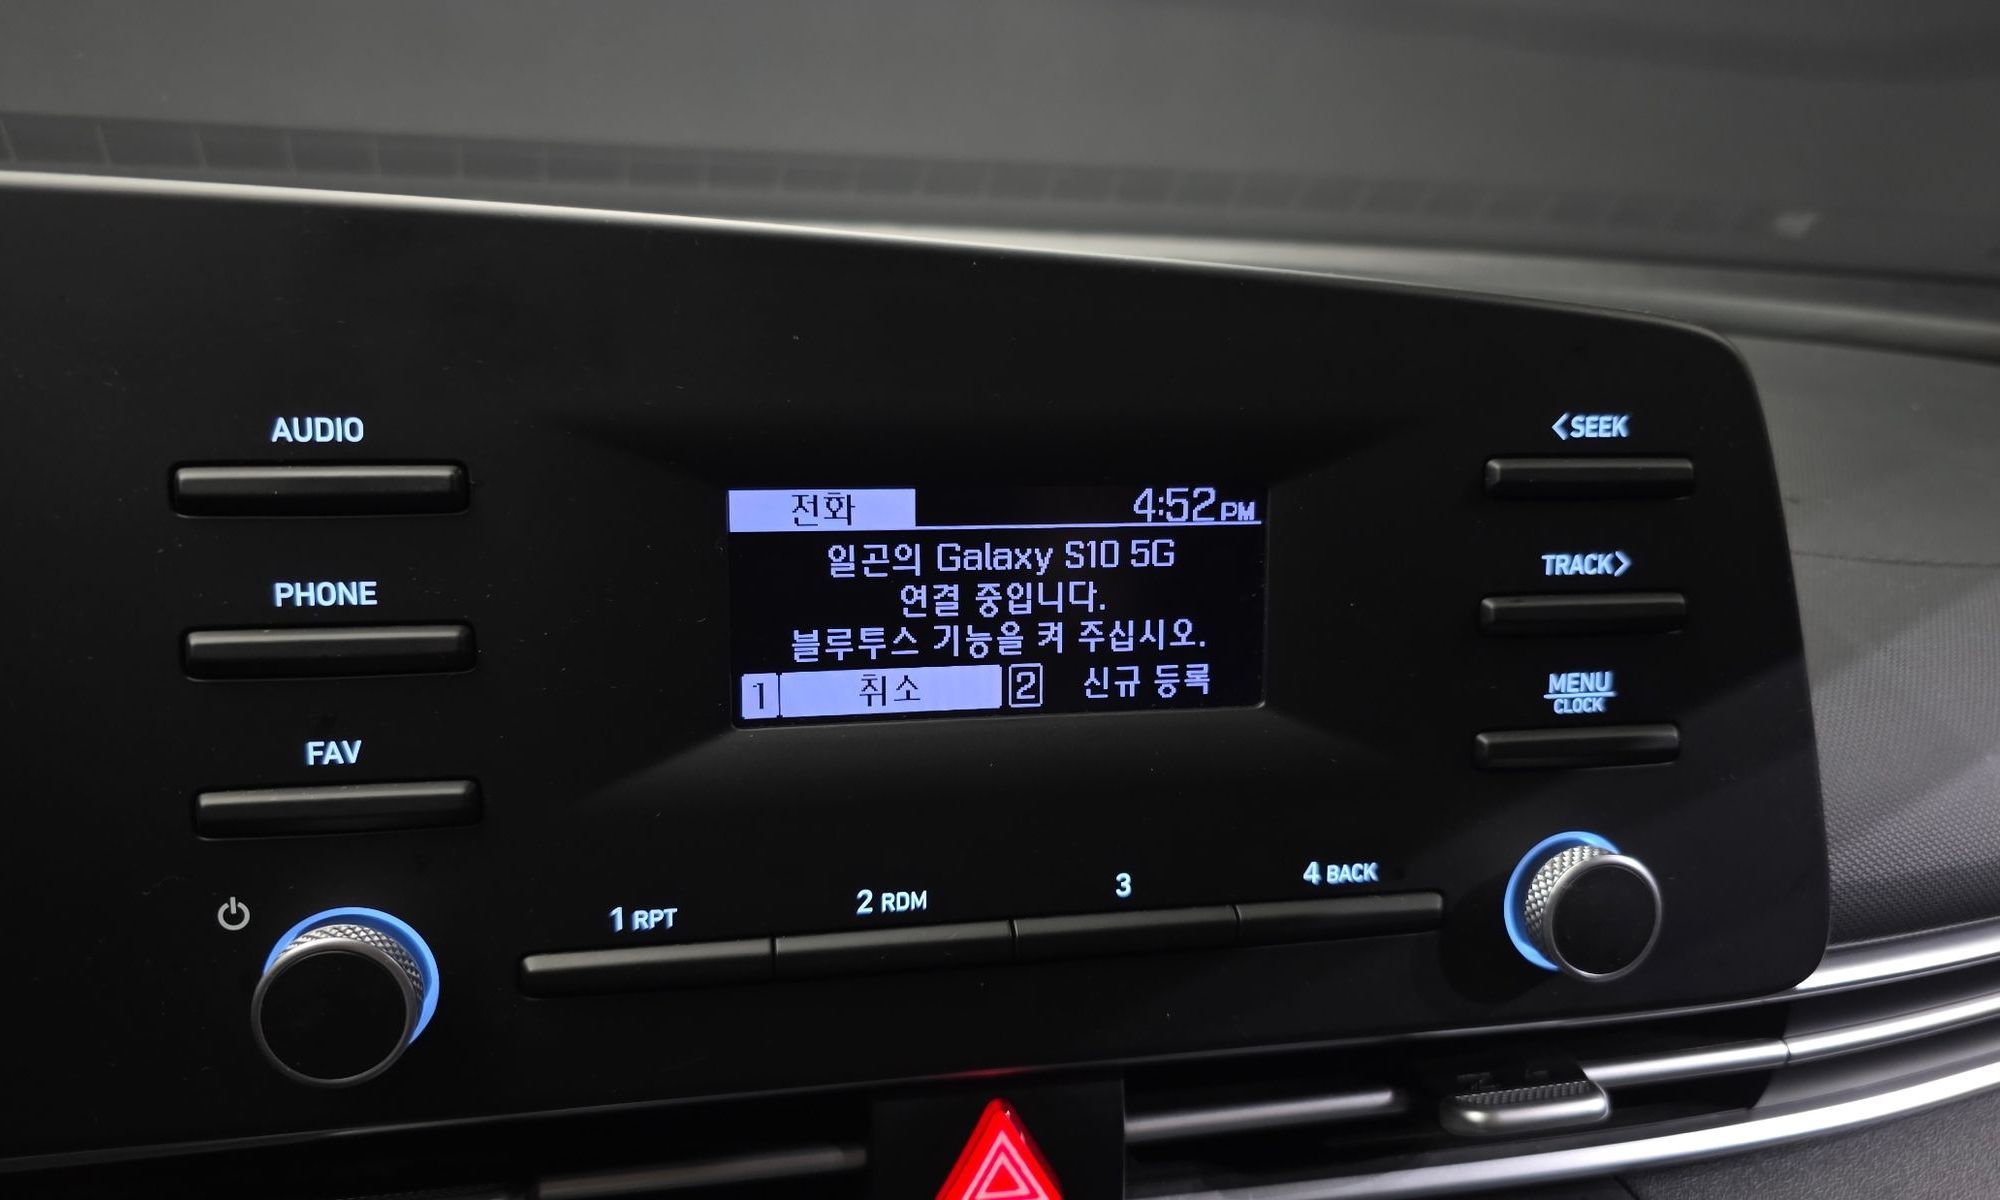 AUDIO
PHONE
FAV
전화 4:52 PM
일곤의 Galaxy S10 5G
연결 중입니다.
블루투스 기능을 켜 주십시오.
1 취소 2 신규 등록
<SEEK
TRACK>
MENU
CLOCK
1 RPT
2 RDM
3
4 BACK